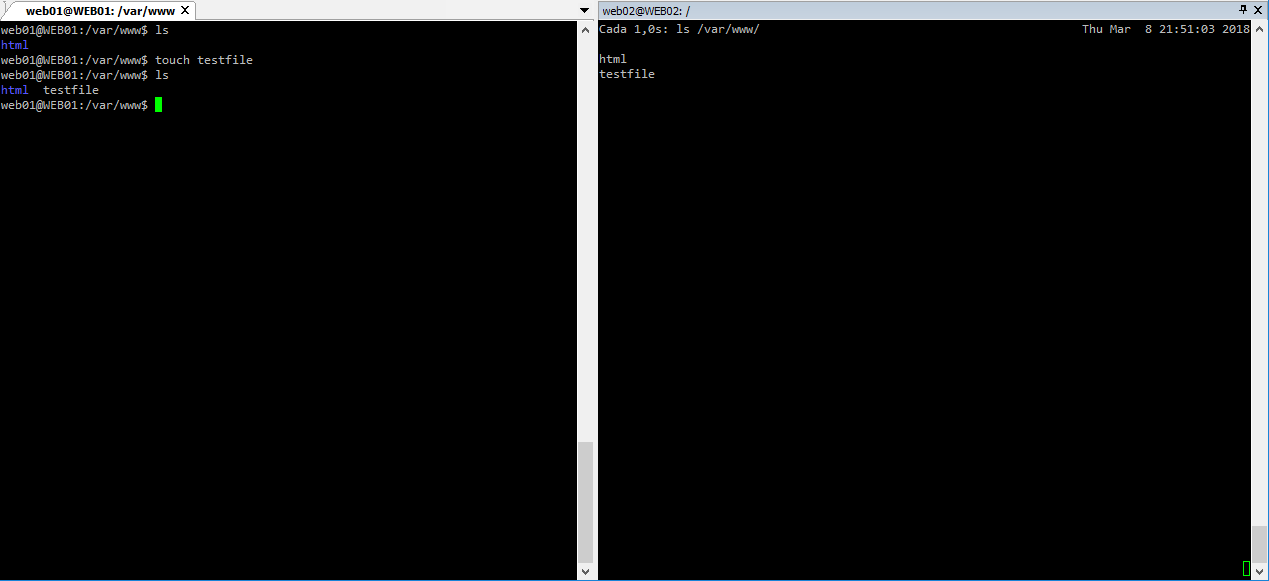 web01@WEB01: /var/www X
web01@WEB01:/var/www$ ls
html
web01@WEB01:/var/www$ touch testfile
web01@WEB01:/var/www$ ls
html  testfile
web01@WEB01:/var/www$
web02@WEB02: /
Cada 1,0s: ls /var/www/ Thu Mar  8 21:51:03 2018
html
testfile